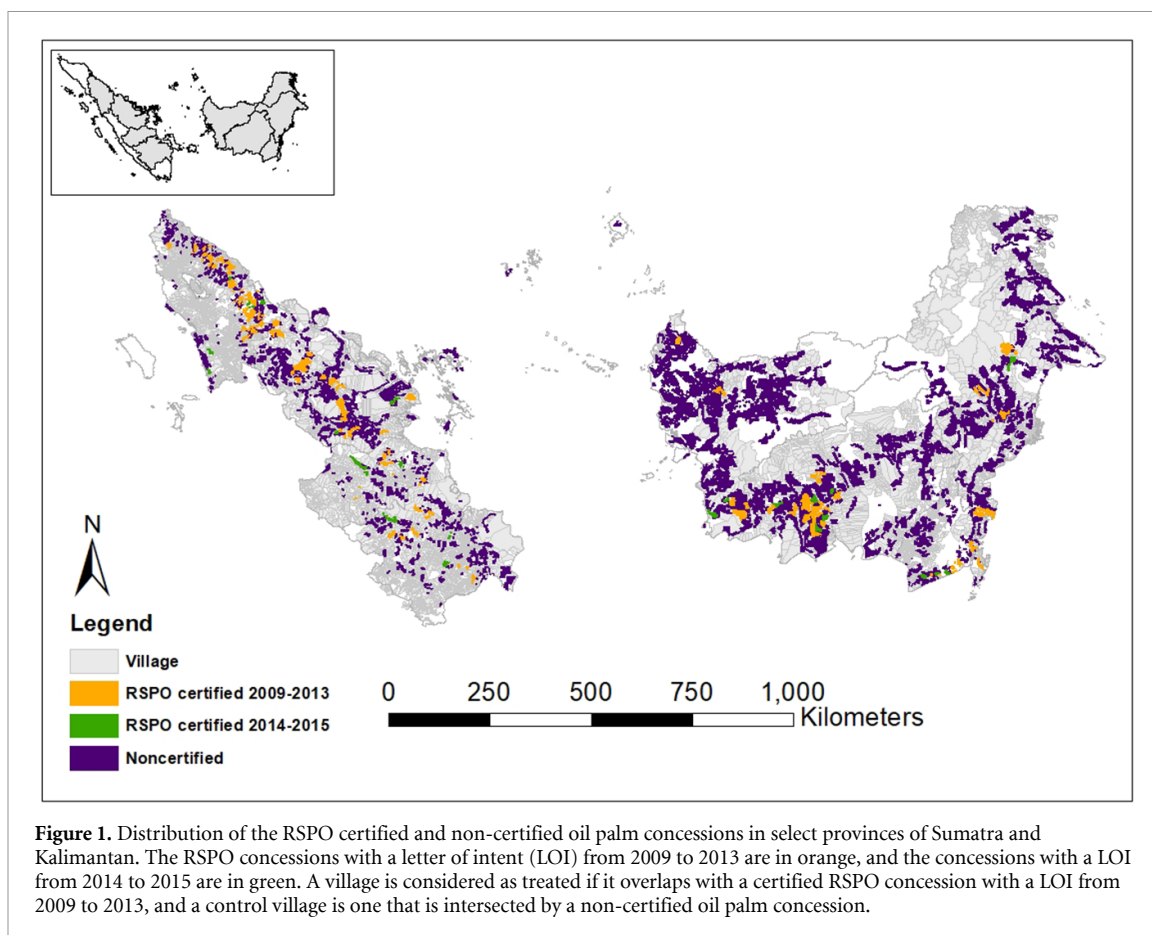 N
Legend
Village
RSPO certified 2009-2013
RSPO certified 2014-2015
Noncertified
0 250 500 750 1,000
Kilometers
Figure 1. Distribution of the RSPO certified and non-certified oil palm concessions in select provinces of Sumatra and
Kalimantan. The RSPO concessions with a letter of intent (LOI) from 2009 to 2013 are in orange, and the concessions with a LOI
from 2014 to 2015 are in green. A village is considered as treated if it overlaps with a certified RSPO concession with a LOI from
2009 to 2013, and a control village is one that is intersected by a non-certified oil palm concession.